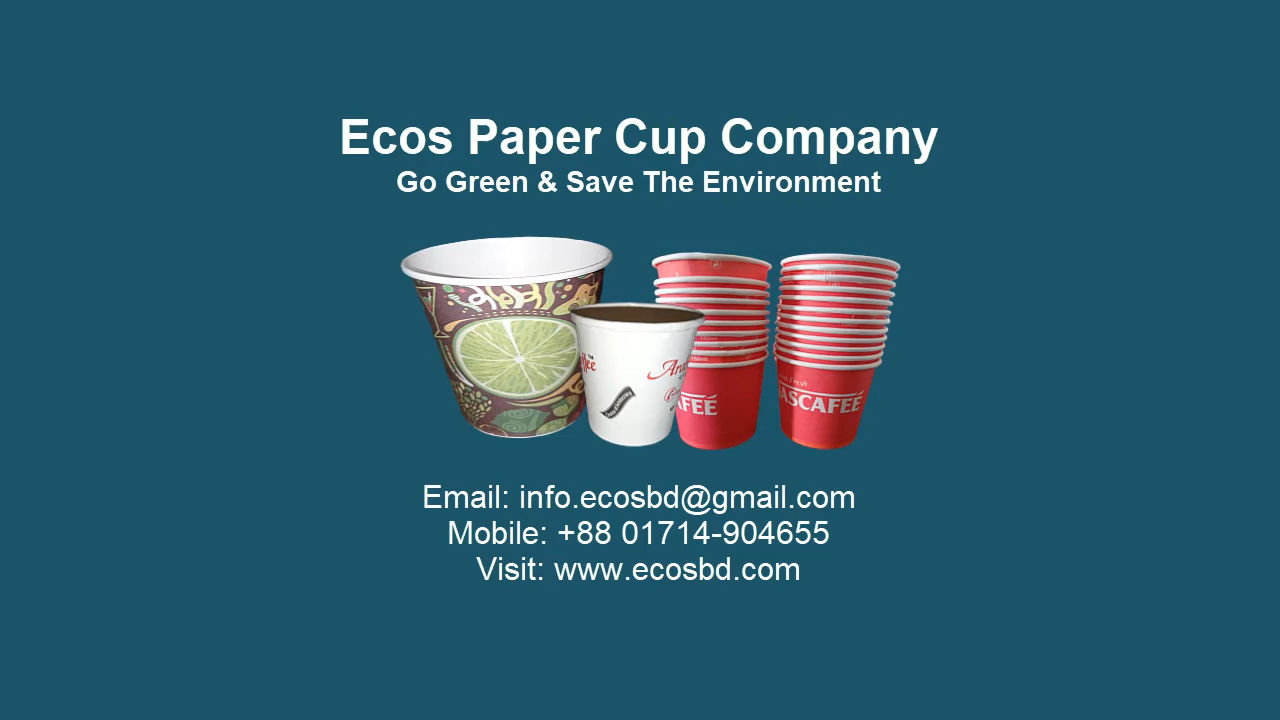 Ecos Paper Cup Company
Go Green & Save The Environment
Email: info.ecosbd@gmail.com
Mobile: +88 01714-904655
Visit: www.ecosbd.com